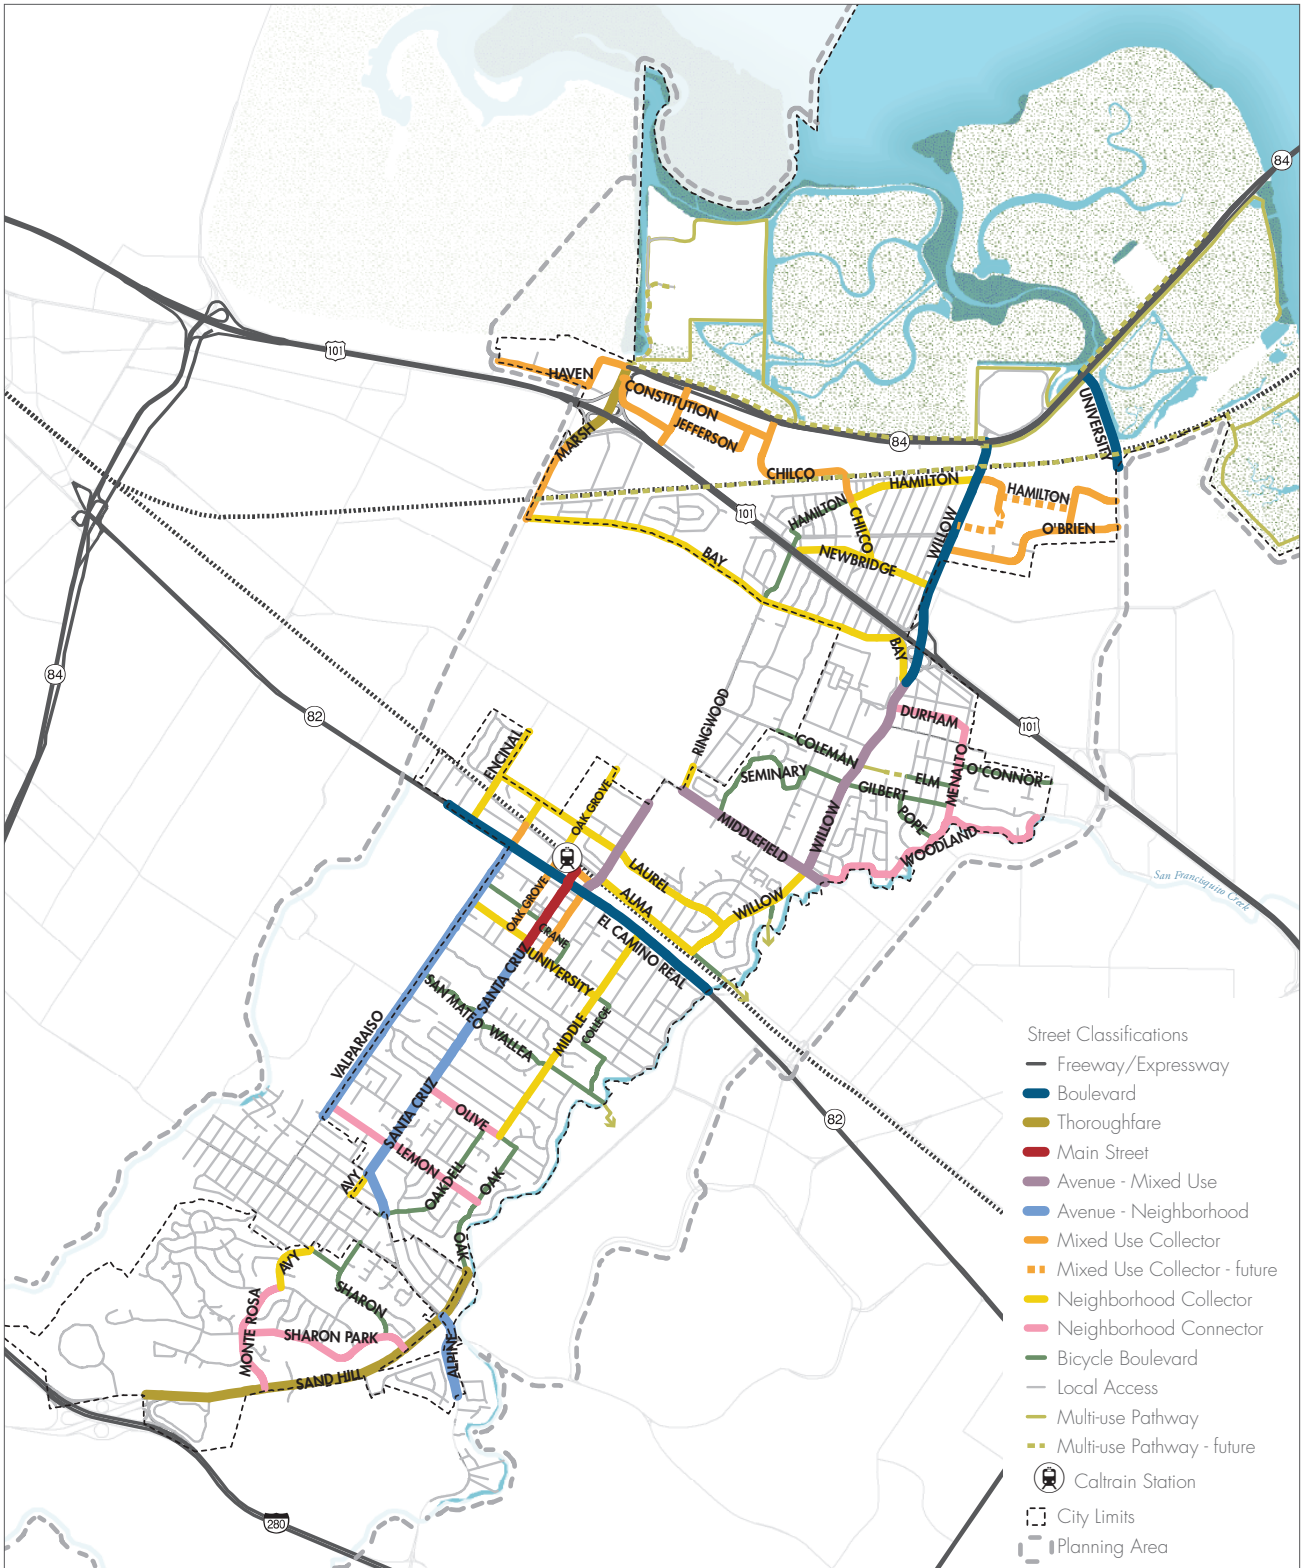 84
101
HAVEN
CONSTITUTION
JEFFERSON
MARSH
UNIVERSITY
84
CHILCO
HAMILTON
HAMILTON
HAMILTON
101
CHILCO
WILLOW
O'BRIEN
BAY
NEWBRIDGE
BAY
84
82
RINGWOOD
DURHAM
101
ENCINAL
COLEMAN
MENALTO
O'CONNOR
SEMINARY
ELM
GILBERT
OAK GROVE
POPE
MIDDLEFIELD
WILLOW
WOODLAND
LAUREL
San Francisquito Creek
ALMA
WILLOW
OAK GROVE
CRANE
EL CAMINO REAL
UNIVERSITY
SANTA CRUZ
SAN MATEO
WALLEA
MIDDLE
COLLEGE
VALPARAISO
SANTA CRUZ
OLIVE
LEMON
82
AVY
OAKDELL
OAK
OAK
AVY
SHARON
MONTE ROSA
SHARON PARK
ALPINE
SAND HILL
280
Street Classifications
Freeway/Expressway
Boulevard
Thoroughfare
Main Street
Avenue - Mixed Use
Avenue - Neighborhood
Mixed Use Collector
Mixed Use Collector - future
Neighborhood Collector
Neighborhood Connector
Bicycle Boulevard
Local Access
Multi-use Pathway
Multi-use Pathway - future
Caltrain Station
City Limits
Planning Area